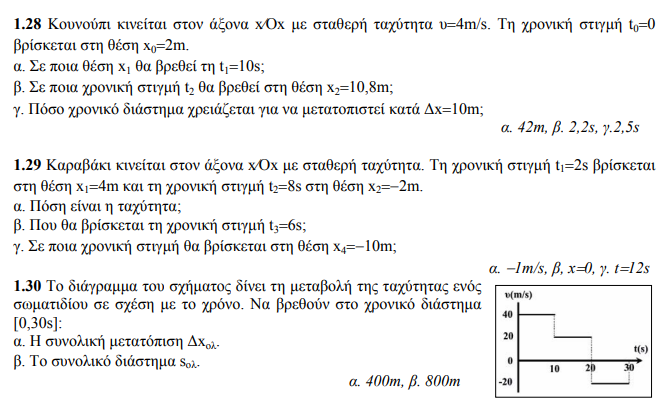 1.28 Κουνούπι κινείται στον άξονα x⁄Οx με σταθερή ταχύτητα υ=4m/s. Τη χρονική στιγμή t₀=0
βρίσκεται στη θέση x₀=2m.
α. Σε ποια θέση x₁ θα βρεθεί τη t₁=10s;
β. Σε ποια χρονική στιγμή t₂ θα βρεθεί στη θέση x₂=10,8m;
γ. Πόσο χρονικό διάστημα χρειάζεται για να μετατοπιστεί κατά Δx=10m;
α. 42m, β. 2,2s, γ.2,5s
1.29 Καραβάκι κινείται στον άξονα x⁄Οx με σταθερή ταχύτητα. Τη χρονική στιγμή t₁=2s βρίσκεται
στη θέση x₁=4m και τη χρονική στιγμή t₂=8s στη θέση x₂=−2m.
α. Πόση είναι η ταχύτητα;
β. Που θα βρίσκεται τη χρονική στιγμή t₃=6s;
γ. Σε ποια χρονική στιγμή θα βρίσκεται στη θέση x₄=−10m;
α. −1m/s, β, x=0, γ. t=12s
1.30 Το διάγραμμα του σχήματος δίνει τη μεταβολή της ταχύτητας ενός
σωματιδίου σε σχέση με το χρόνο. Να βρεθούν στο χρονικό διάστημα
[0,30s]:
α. Η συνολική μετατόπιση Δxολ.
β. Το συνολικό διάστημα sολ.
α. 400m, β. 800m
υ(m/s)
40
20
t(s)
0
10 20 30
-20